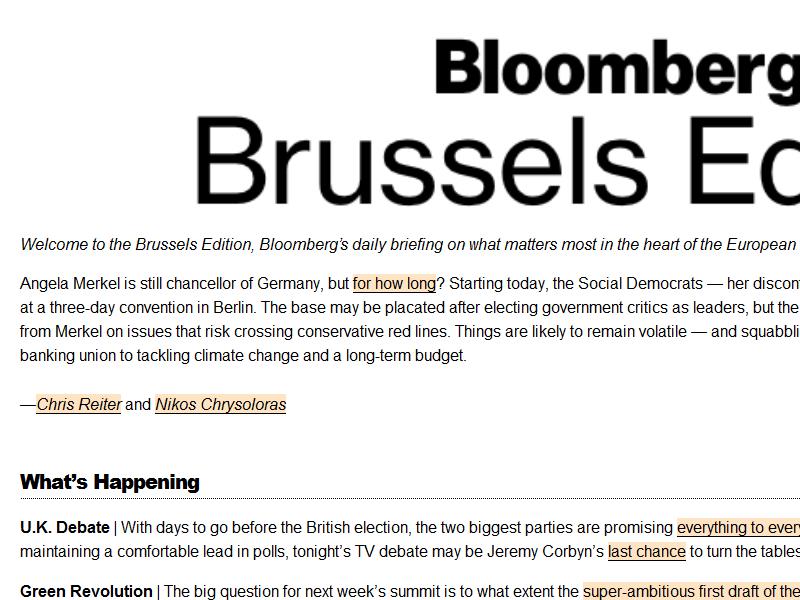 Bloomberg
Brussels Ed
Welcome to the Brussels Edition, Bloomberg's daily briefing on what matters most in the heart of the European
Angela Merkel is still chancellor of Germany, but for how long? Starting today, the Social Democrats — her discon
at a three-day convention in Berlin. The base may be placated after electing government critics as leaders, but the
from Merkel on issues that risk crossing conservative red lines. Things are likely to remain volatile — and squabbli
banking union to tackling climate change and a long-term budget.
—Chris Reiter and Nikos Chrysoloras
What's Happening
U.K. Debate | With days to go before the British election, the two biggest parties are promising everything to every
maintaining a comfortable lead in polls, tonight's TV debate may be Jeremy Corbyn's last chance to turn the tables
Green Revolution | The big question for next week's summit is to what extent the super-ambitious first draft of the